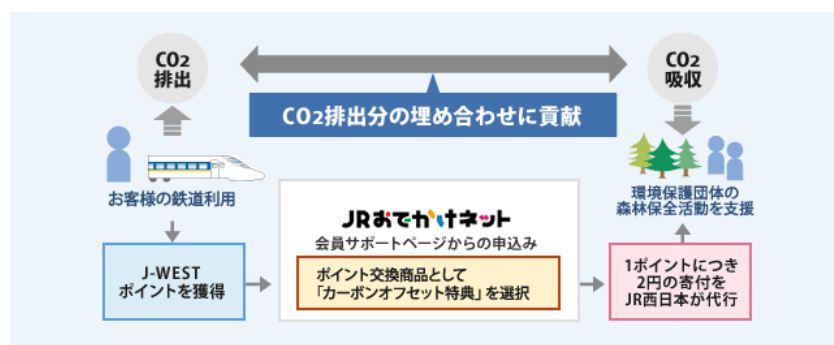 CO2
排出
CO2
吸収
CO2排出分の埋め合わせに貢献
お客様の鉄道利用
環境保護団体の
森林保全活動を支援
J-WEST
ポイントを獲得
JRおでかけネット
会員サポートページからの申込み
ポイント交換商品として
「カーボンオフセット特典」を選択
1ポイントにつき
2円の寄付を
JR西日本が代行